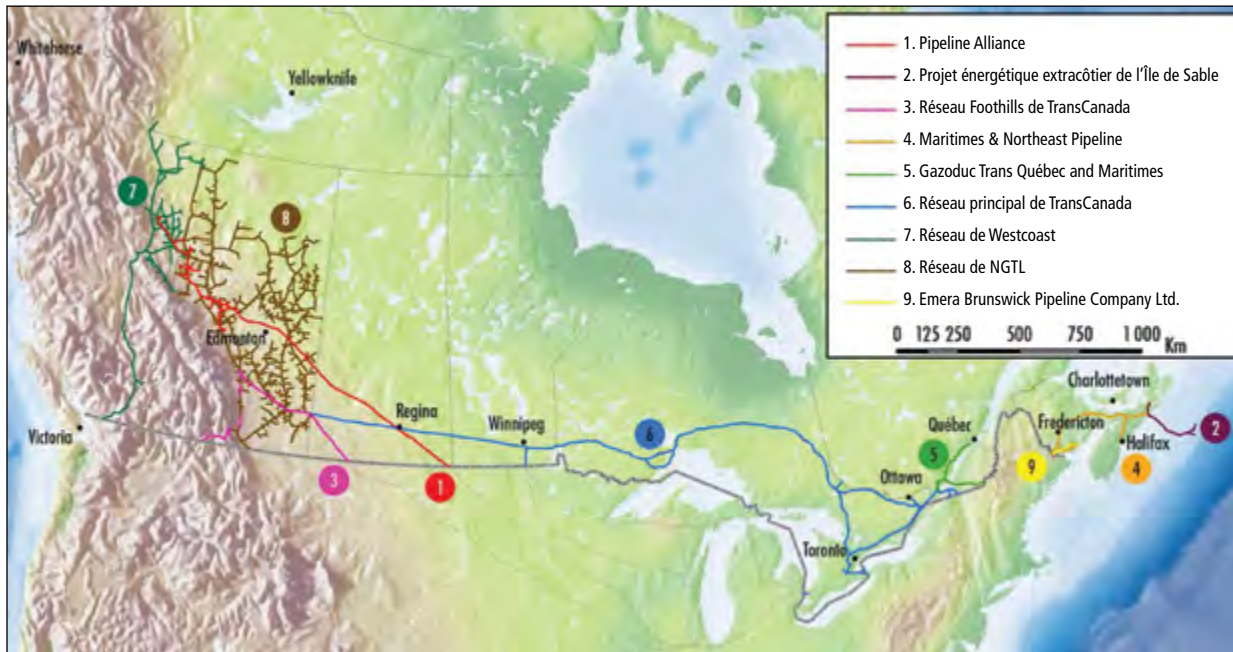 Whitehorse
Yellowknife
1. Pipeline Alliance
2. Projet énergétique extracôtier de l'Île de Sable
3. Réseau Foothills de TransCanada
4. Maritimes & Northeast Pipeline
5. Gazoduc Trans Québec and Maritimes
6. Réseau principal de TransCanada
7. Réseau de Westcoast
8. Réseau de NGTL
9. Emera Brunswick Pipeline Company Ltd.
0 125 250 500 750 1 000 Km
7
8
Edmonton
Charlottetown
Victoria
Regina
Winnipeg
6
Québec
Fredericton
2
Halifax
5
9
4
Ottawa
3
1
Toronto